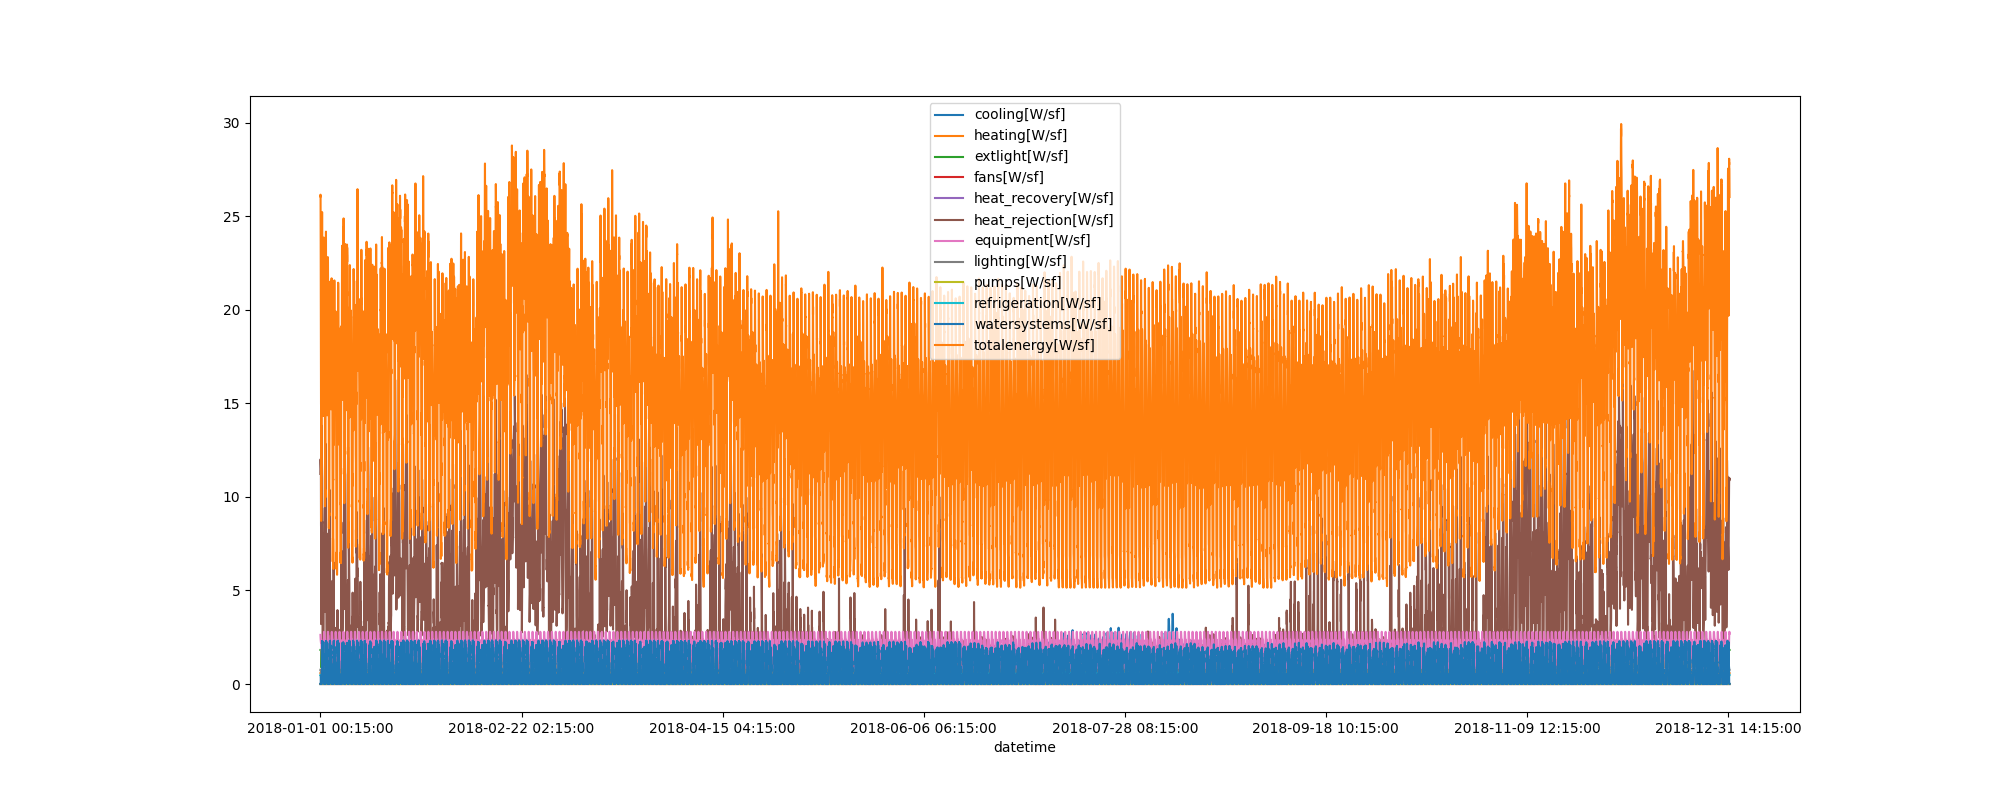 cooling[W/sf]
heating[W/sf]
extlight[W/sf]
fans[W/sf]
heat_recovery[W/sf]
heat_rejection[W/sf]
equipment[W/sf]
lighting[W/sf]
pumps[W/sf]
refrigeration[W/sf]
watersystems[W/sf]
totalenergy[W/sf]
30
25
20
15
10
5
0
2018-01-01 00:15:00 2018-02-22 02:15:00 2018-04-15 04:15:00 2018-06-06 06:15:00 2018-07-28 08:15:00 2018-09-18 10:15:00 2018-11-09 12:15:00 2018-12-31 14:15:00
datetime